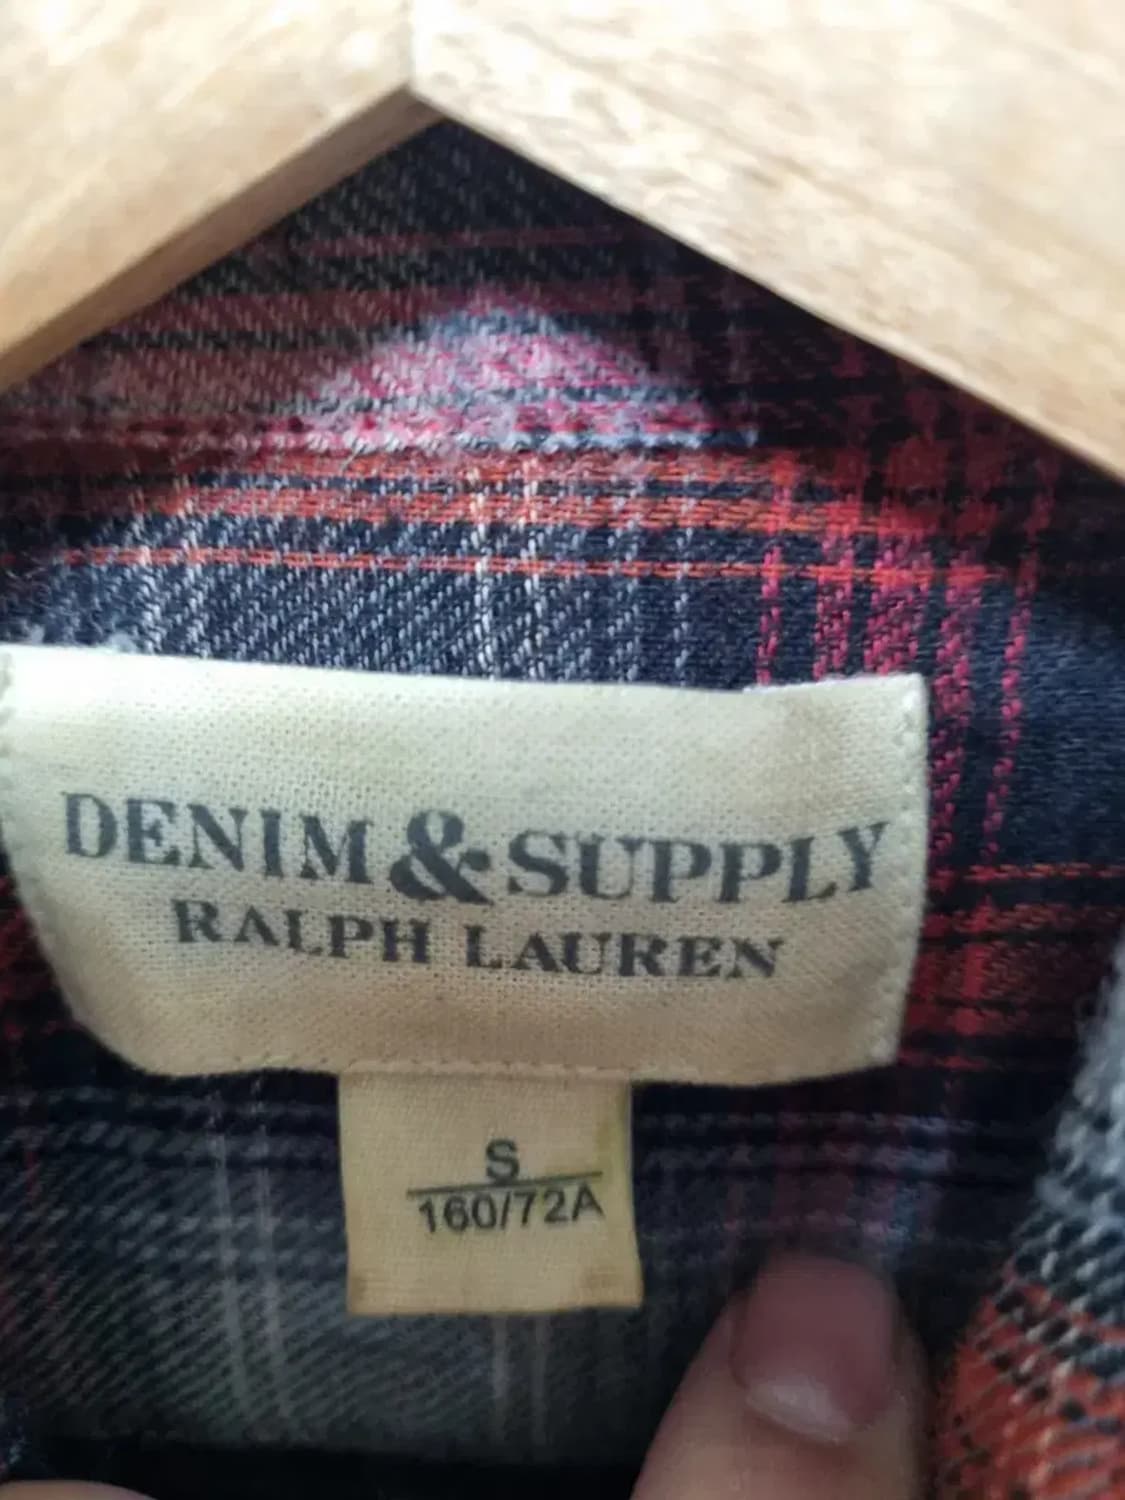 DENIM & SUPPLY
RALPH LAUREN
S
160/72A